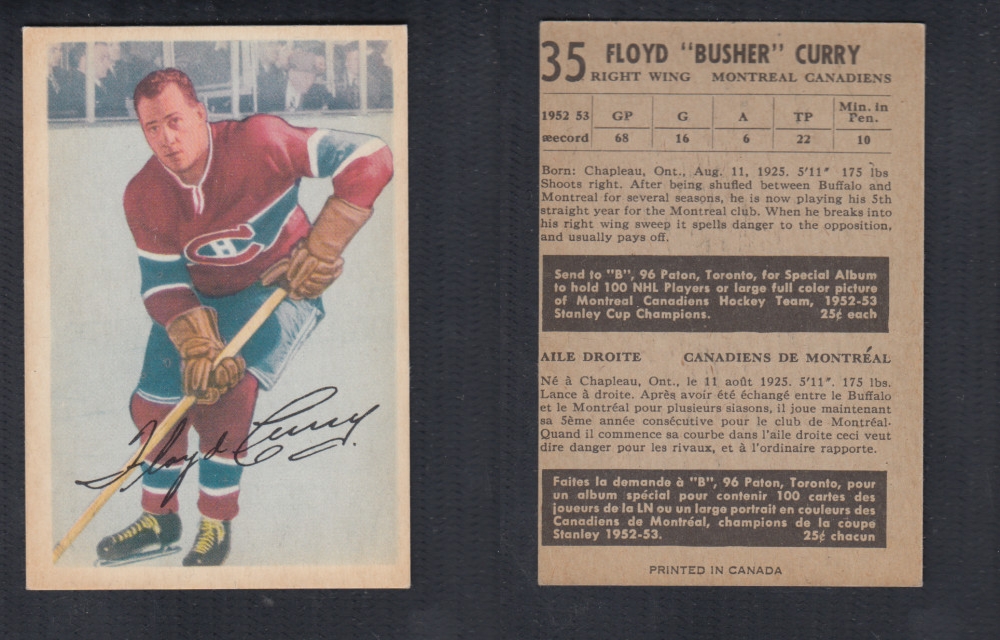 Floyd Curry
35 FLOYD "BUSHER" CURRY
RIGHT WING MONTREAL CANADIENS
1952 53 GP G A TP Min. in Pen.
æecord 68 16 6 22 10
Born: Chapleau, Ont., Aug. 11, 1925. 5'11" 175 lbs
Shoots right. After being shufled between Buffalo and
Montreal for several seasons, he is now playing his 5th
straight year for the Montreal club. When he breaks into
his right wing sweep it spells danger to the opposition,
and usually pays off.
Send to "B", 96 Paton, Toronto, for Special Album
to hold 100 NHL Players or large full color picture
of Montreal Canadiens Hockey Team, 1952-53
Stanley Cup Champions. 25¢ each
AILE DROITE CANADIENS DE MONTRÉAL
Né à Chapleau, Ont., le 11 août 1925. 5'11". 175 lbs.
Lance à droite. Après avoir été échangé entre le Buffalo
et le Montréal pour plusieurs siasons, il joue maintenant
sa 5ème année consécutive pour le club de Montréal.
Quand il commence sa courbe dans l'aile droite ceci veut
dire danger pour les rivaux, et à l'ordinaire rapporte.
Faites la demande à "B", 96 Paton, Toronto, pour
un album spécial pour contenir 100 cartes des
joueurs de la LN ou un large portrait en couleurs des
Canadiens de Montréal, champions de la coupe
Stanley 1952-53. 25¢ chacun
PRINTED IN CANADA